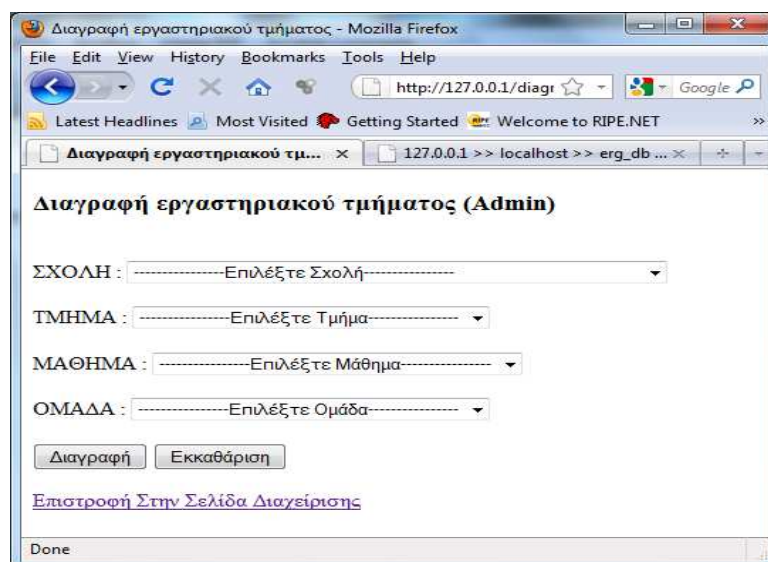 Διαγραφή εργαστηριακού τμήματος - Mozilla Firefox
File Edit View History Bookmarks Tools Help
http://127.0.0.1/diagr Google
Latest Headlines Most Visited Getting Started Welcome to RIPE.NET »
Διαγραφή εργαστηριακού τμ... 127.0.0.1 >> localhost >> erg_db ...
Διαγραφή εργαστηριακού τμήματος (Admin)
ΣΧΟΛΗ : ----------------Επιλέξτε Σχολή----------------
ΤΜΗΜΑ : ----------------Επιλέξτε Τμήμα----------------
ΜΑΘΗΜΑ : ----------------Επιλέξτε Μάθημα----------------
ΟΜΑΔΑ : ----------------Επιλέξτε Ομάδα----------------
Διαγραφή Εκκαθάριση
Επιστροφή Στην Σελίδα Διαχείρισης
Done